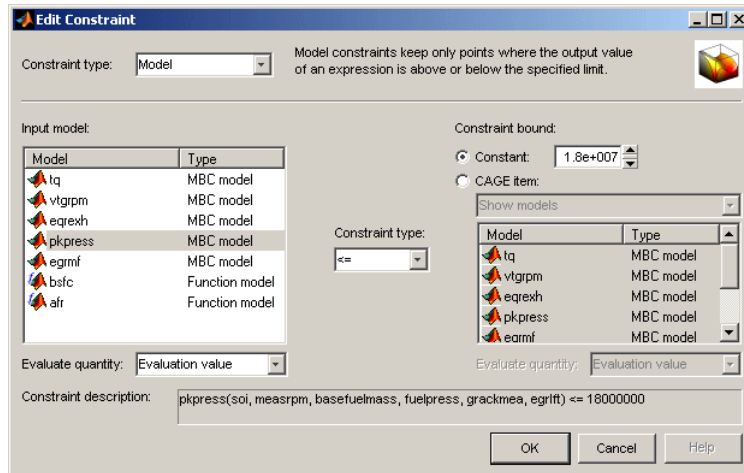 Edit Constraint
Constraint type: Model
Model constraints keep only points where the output value
of an expression is above or below the specified limit.
Input model:
Model Type
tq MBC model
vtgrpm MBC model
eqrexh MBC model
pkpress MBC model
egrmf MBC model
bsfc Function model
afr Function model
Evaluate quantity: Evaluation value
Constraint type:
<=
Constraint bound:
Constant: 1.8e+007
CAGE item:
Show models
Model Type
tq MBC model
vtgrpm MBC model
eqrexh MBC model
pkpress MBC model
egrmf MBC model
Evaluate quantity: Evaluation value
Constraint description: pkpress(soi, measrpm, basefuelmass, fuelpress, grackmea, egrlft) <= 18000000
OK Cancel Help